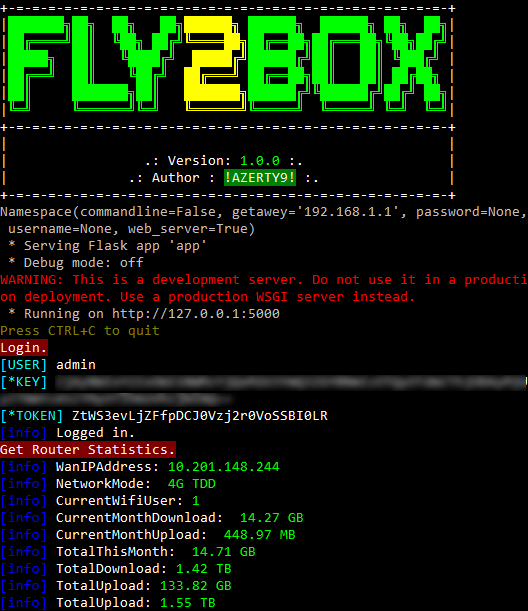 FLY2BOX
.: Version: 1.0.0 :.
.: Author : !AZERTY9! :.
Namespace(commandline=False, getawey='192.168.1.1', password=None,
username=None, web_server=True)
* Serving Flask app 'app'
* Debug mode: off
WARNING: This is a development server. Do not use it in a producti
on deployment. Use a production WSGI server instead.
* Running on http://127.0.0.1:5000
Press CTRL+C to quit
Login.
[USER] admin
[*KEY]
[*TOKEN] ZtWS3evLjZFfpDCJ0Vzj2r0VoSSBI0LR
[info] Logged in.
Get Router Statistics.
[info] WanIPAddress: 10.201.148.244
[info] NetworkMode: 4G TDD
[info] CurrentWifiUser: 1
[info] CurrentMonthDownload: 14.27 GB
[info] CurrentMonthUpload: 448.97 MB
[info] TotalThisMonth: 14.71 GB
[info] TotalDownload: 1.42 TB
[info] TotalUpload: 133.82 GB
[info] TotalUpload: 1.55 TB